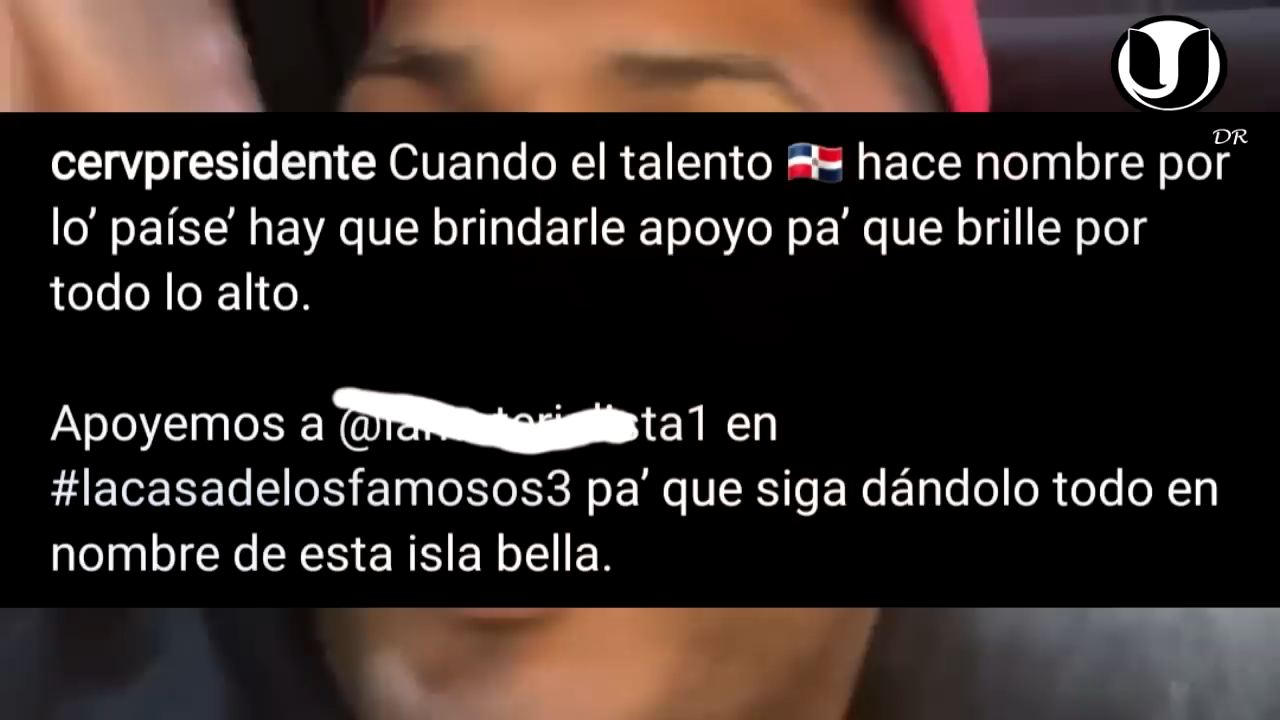 DR
cervpresidente Cuando el talento 🇩🇴 hace nombre por
lo’ paíse’ hay que brindarle apoyo pa’ que brille por
todo lo alto.
Apoyemos a en
#lacasadelosfamosos3 pa’ que siga dándolo todo en
nombre de esta isla bella.